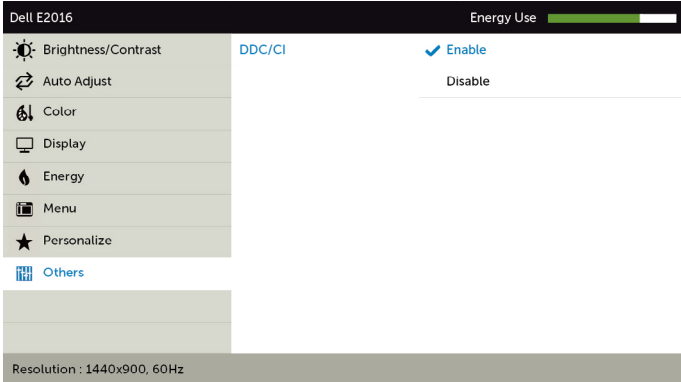 Dell E2016
Energy Use
Brightness/Contrast
DDC/CI
Enable
Auto Adjust
Disable
Color
Display
Energy
Menu
Personalize
Others
Resolution : 1440x900, 60Hz